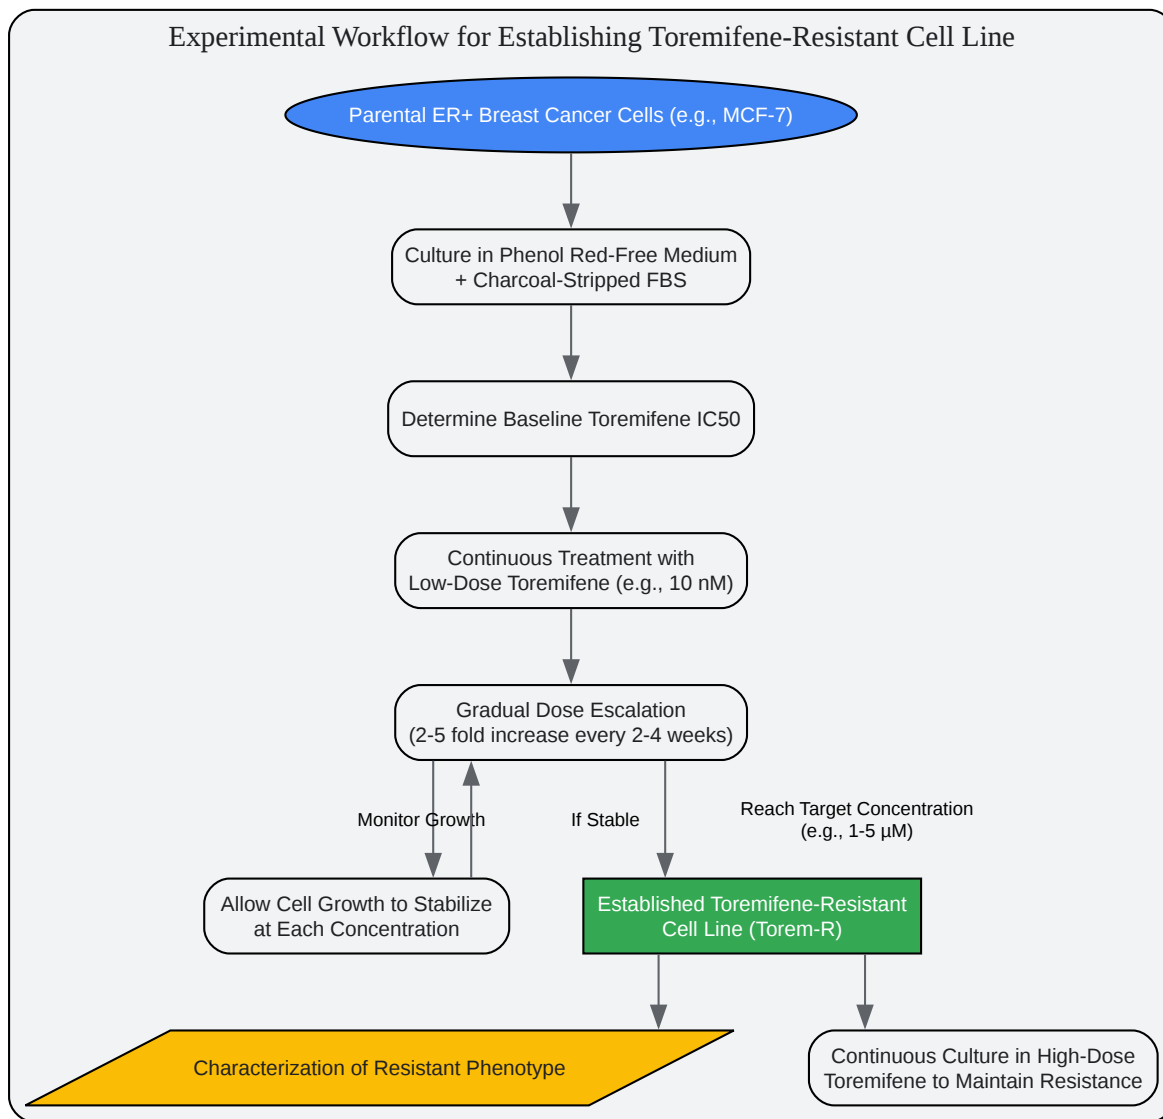 Experimental Workflow for Establishing Toremifene-Resistant Cell Line
Parental ER+ Breast Cancer Cells (e.g., MCF-7)
Culture in Phenol Red-Free Medium
+ Charcoal-Stripped FBS
Determine Baseline Toremifene IC50
Continuous Treatment with
Low-Dose Toremifene (e.g., 10 nM)
Gradual Dose Escalation
(2-5 fold increase every 2-4 weeks)
Monitor Growth
If Stable
Reach Target Concentration
(e.g., 1-5 µM)
Allow Cell Growth to Stabilize
at Each Concentration
Established Toremifene-Resistant
Cell Line (Torem-R)
Characterization of Resistant Phenotype
Continuous Culture in High-Dose
Toremifene to Maintain Resistance